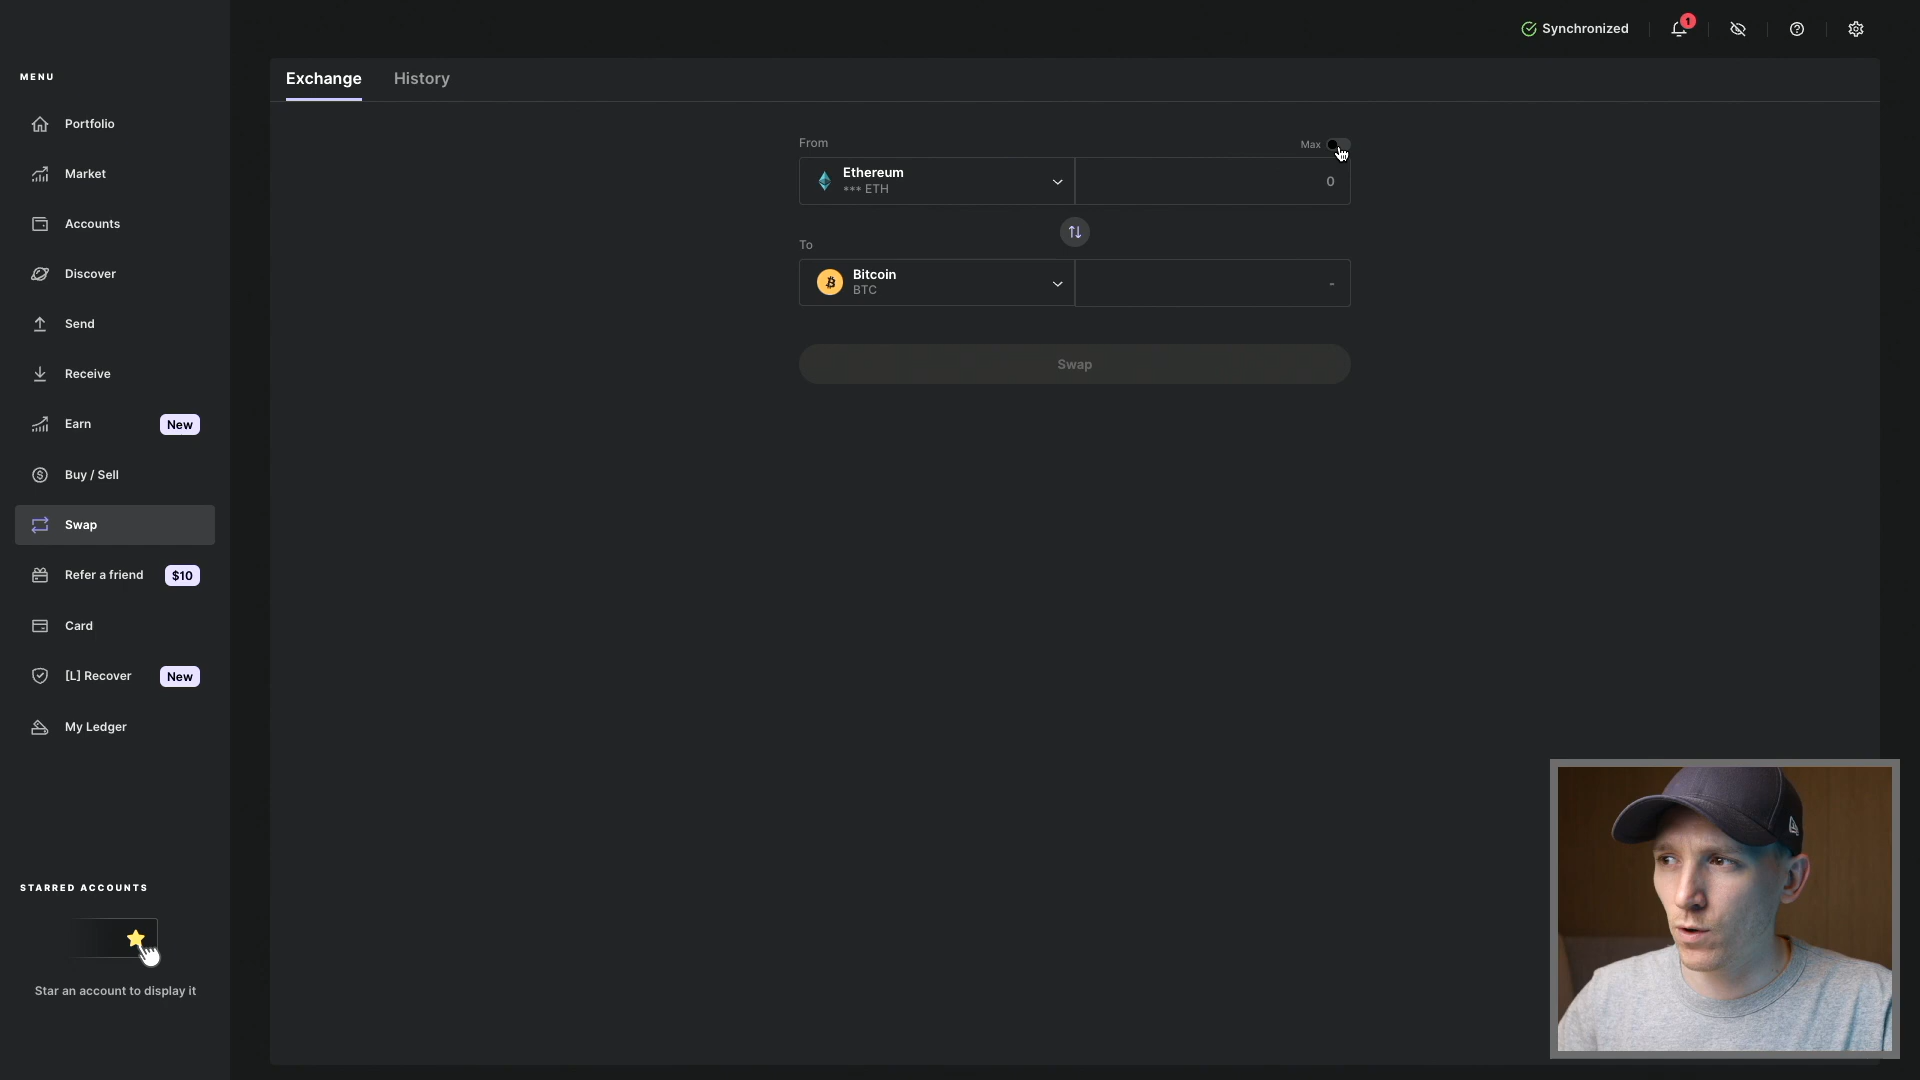 Synchronized
1
MENU
Portfolio
Market
Accounts
Discover
Send
Receive
Earn New
Buy / Sell
Swap
Refer a friend $10
Card
[L] Recover New
My Ledger
STARRED ACCOUNTS
Star an account to display it
Exchange History
From Max
Ethereum
*** ETH
0
To
Bitcoin
BTC
-
Swap